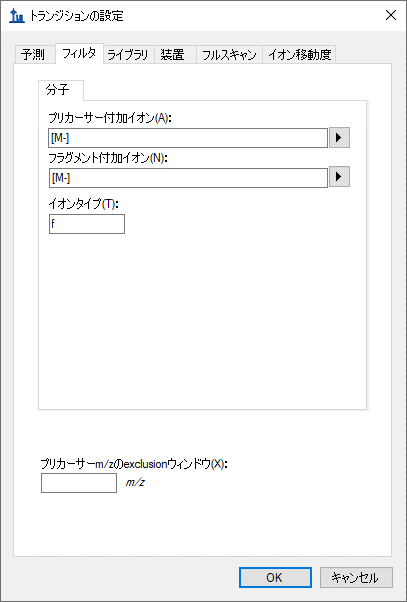 トランジションの設定
予測 フィルタ ライブラリ 装置 フルスキャン イオン移動度
分子
プリカーサー付加イオン(A):
[M-]
フラグメント付加イオン(N):
[M-]
イオンタイプ(T):
f
プリカーサーm/zのexclusionウィンドウ(X):
m/z
OK キャンセル